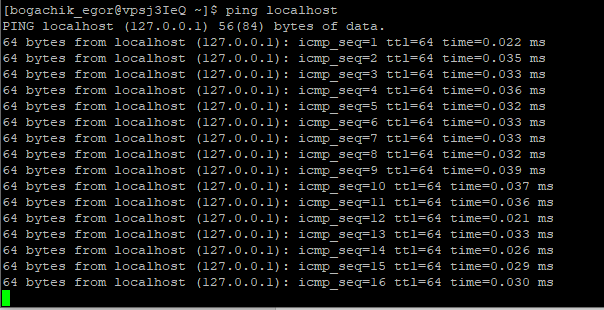 [bogachik_egor@vpsj3IeQ ~]$ ping localhost
PING localhost (127.0.0.1) 56(84) bytes of data.
64 bytes from localhost (127.0.0.1): icmp_seq=1 ttl=64 time=0.022 ms
64 bytes from localhost (127.0.0.1): icmp_seq=2 ttl=64 time=0.035 ms
64 bytes from localhost (127.0.0.1): icmp_seq=3 ttl=64 time=0.033 ms
64 bytes from localhost (127.0.0.1): icmp_seq=4 ttl=64 time=0.036 ms
64 bytes from localhost (127.0.0.1): icmp_seq=5 ttl=64 time=0.032 ms
64 bytes from localhost (127.0.0.1): icmp_seq=6 ttl=64 time=0.033 ms
64 bytes from localhost (127.0.0.1): icmp_seq=7 ttl=64 time=0.033 ms
64 bytes from localhost (127.0.0.1): icmp_seq=8 ttl=64 time=0.032 ms
64 bytes from localhost (127.0.0.1): icmp_seq=9 ttl=64 time=0.039 ms
64 bytes from localhost (127.0.0.1): icmp_seq=10 ttl=64 time=0.037 ms
64 bytes from localhost (127.0.0.1): icmp_seq=11 ttl=64 time=0.036 ms
64 bytes from localhost (127.0.0.1): icmp_seq=12 ttl=64 time=0.021 ms
64 bytes from localhost (127.0.0.1): icmp_seq=13 ttl=64 time=0.033 ms
64 bytes from localhost (127.0.0.1): icmp_seq=14 ttl=64 time=0.026 ms
64 bytes from localhost (127.0.0.1): icmp_seq=15 ttl=64 time=0.029 ms
64 bytes from localhost (127.0.0.1): icmp_seq=16 ttl=64 time=0.030 ms